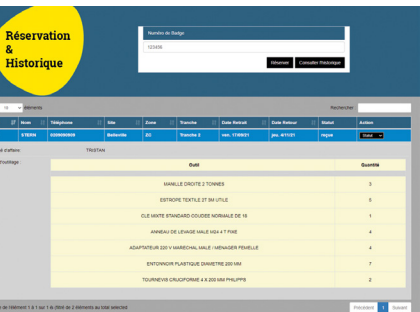 Réservation
&
Historique
Numéro de Badge
123456
Réserver Consulter l'historique
10 éléments
Rechercher
Nom Téléphone Site Zone Tranche Date Retrait Date Retour Statut Action
STERN Belleville ZC Tranche 2 ven. 17/09/21 jeu. 4/11/21 reçue Statut
d'affaire TRISTAN
d'outillage :
Outil Quantité
MANILLE DROITE 2 TONNES 3
ESTROPE TEXTILE 2T 3M UTILE 5
CLE MIXTE STANDARD COUDEE NORMALE DE 16 1
ANNEAU DE LEVAGE MALE M24 4 T FIXE 4
ADAPTATEUR 220 V MARECHAL MALE / MENAGER FEMELLE 4
ENTONNOIR PLASTIQUE DIAMETRE 200 MM 7
TOURNEVIS CRUCIFORME 4 X 200 MM PHILIPPS 2
de l'élément 1 à 1 sur 1 é (filtré de 2 éléments au total selected
Précédent 1 Suivant